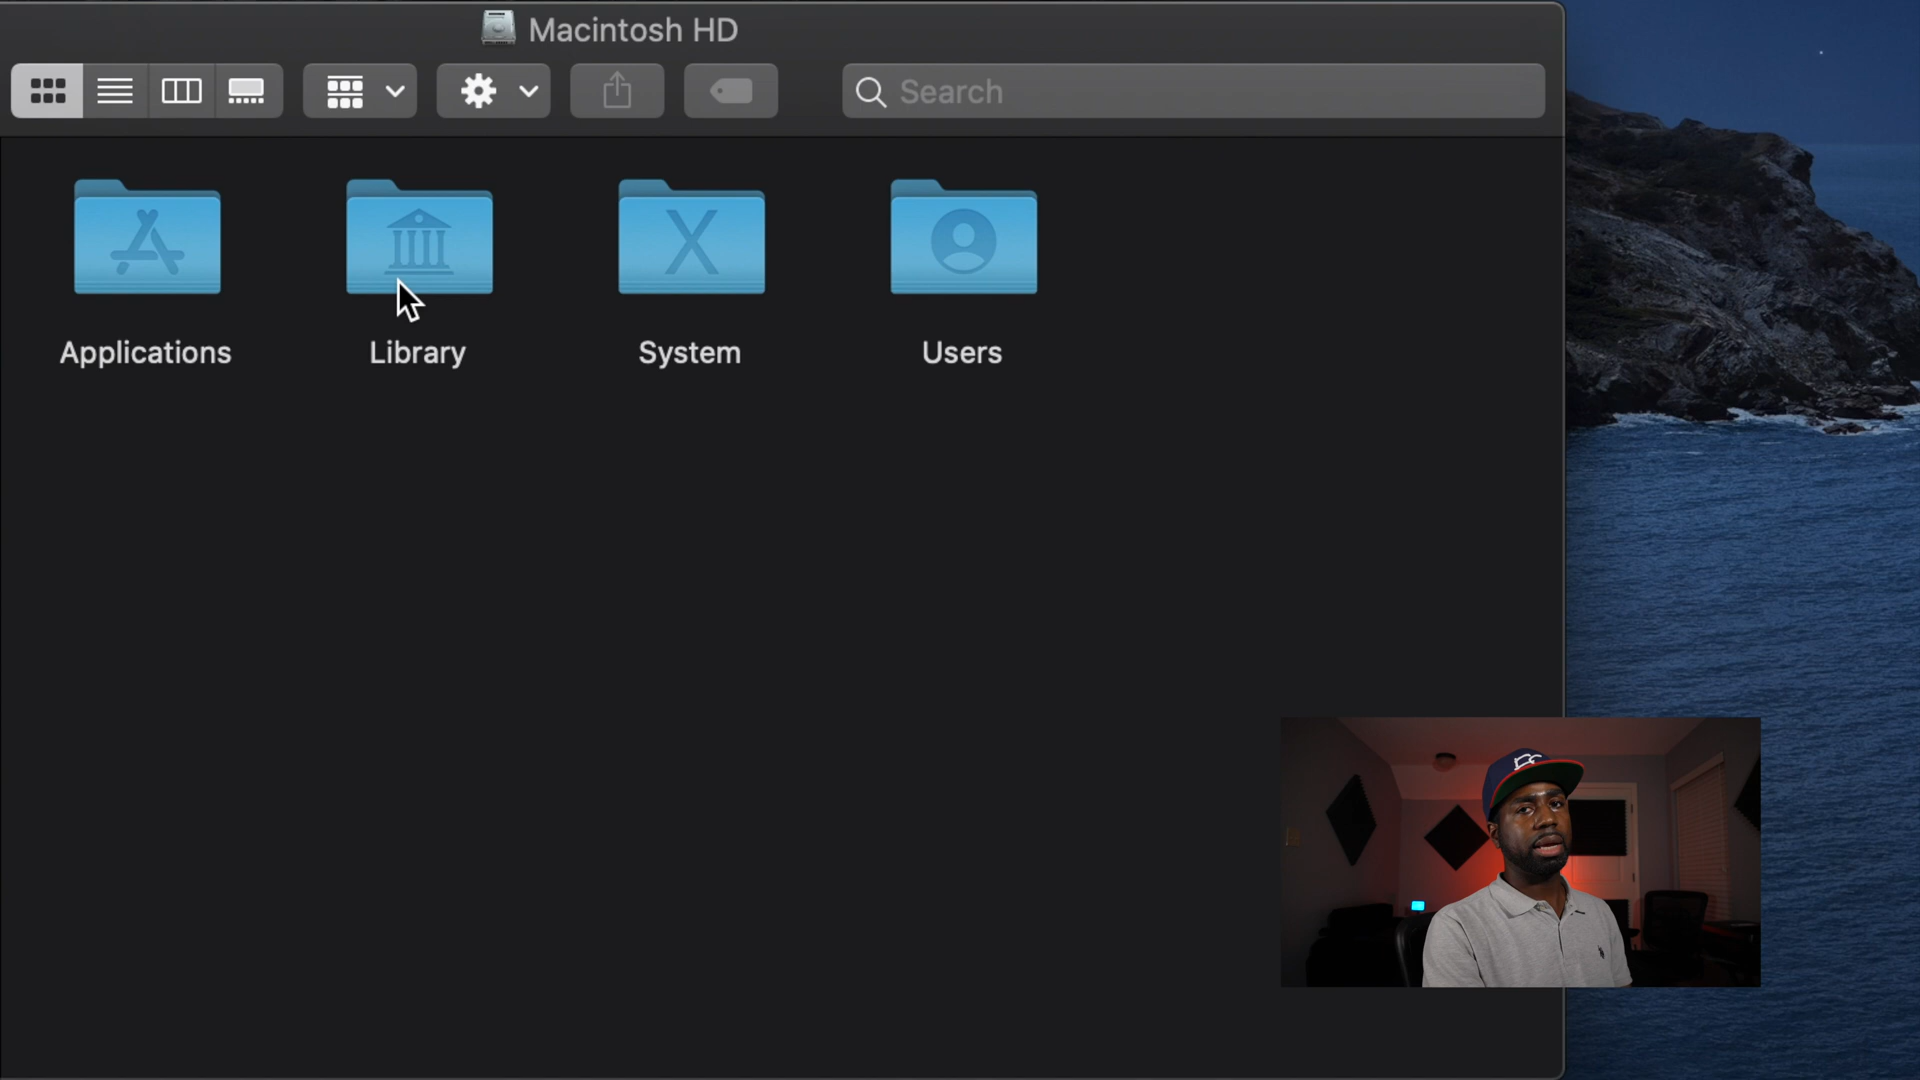 Macintosh HD
Search
Applications
Library
System
Users